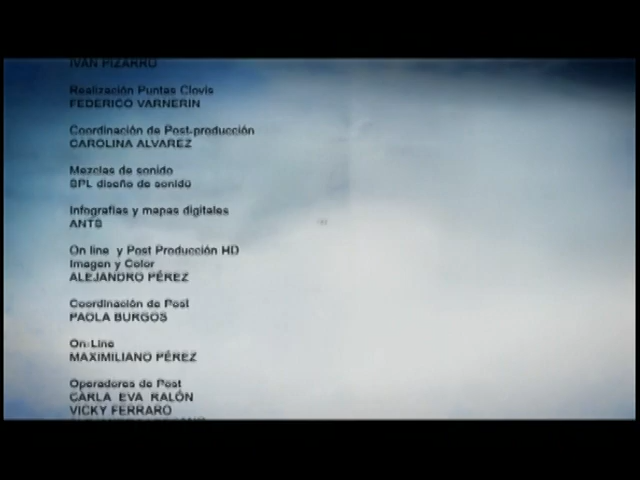 IVAN PIZARRO
Realización Puntas Clovis
FEDERICO VARNERIN
Coordinación de Post-producción
CAROLINA ALVAREZ
Mezclas de sonido
SPL diseño de sonido
Infografías y mapas digitales
ANTS
On line y Post Producción HD
Imagen y Color
ALEJANDRO PÉREZ
Coordinación de Post
PAOLA BURGOS
On-Line
MAXIMILIANO PÉREZ
Operadores de Post
CARLA EVA RALÓN
VICKY FERRARO